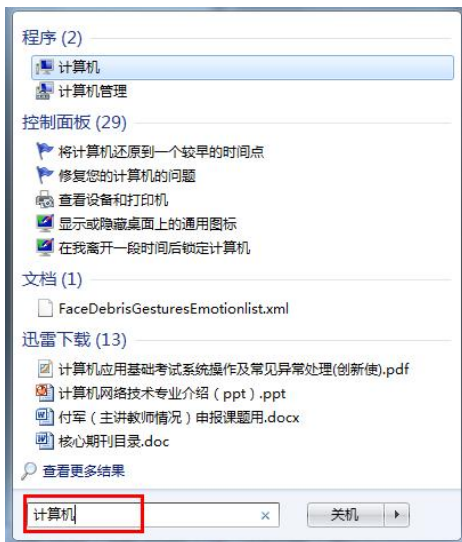 程序 (2)
计算机
计算机管理
控制面板 (29)
将计算机还原到一个较早的时间点
修复您的计算机的问题
查看设备和打印机
显示或隐藏桌面上的通用图标
在我离开一段时间后锁定计算机
文档 (1)
FaceDebrisGesturesEmotionlist.xml
迅雷下载 (13)
计算机应用基础考试系统操作及常见异常处理(创新使).pdf
计算机网络技术专业介绍（ppt）.ppt
付军（主讲教师情况）申报课题用.docx
核心期刊目录.doc
查看更多结果
计算机 × 关机